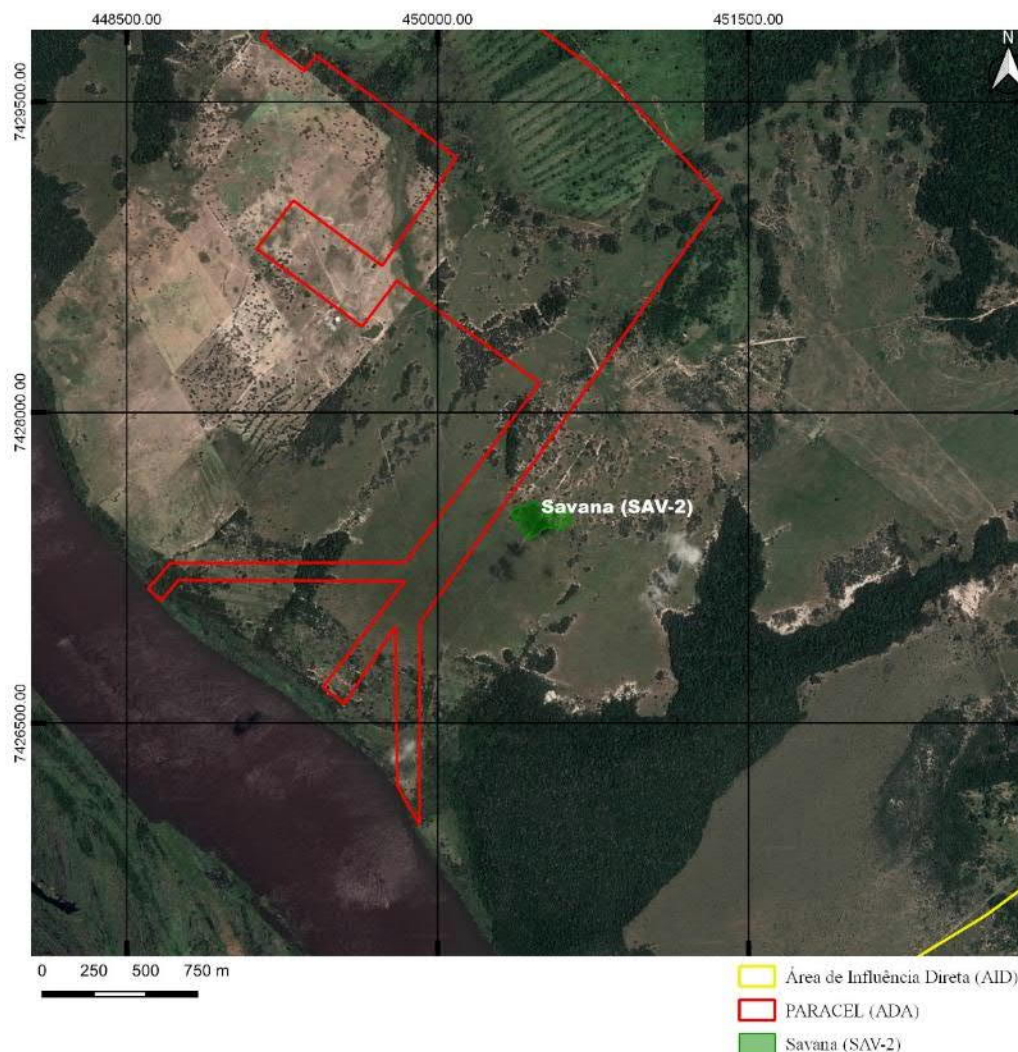 448500.00 450000.00 451500.00
N
7429500.00
7428000.00
Savana (SAV-2)
7426500.00
0 250 500 750 m
Área de Influência Direta (AID)
PARACEL (ADA)
Savana (SAV-2)